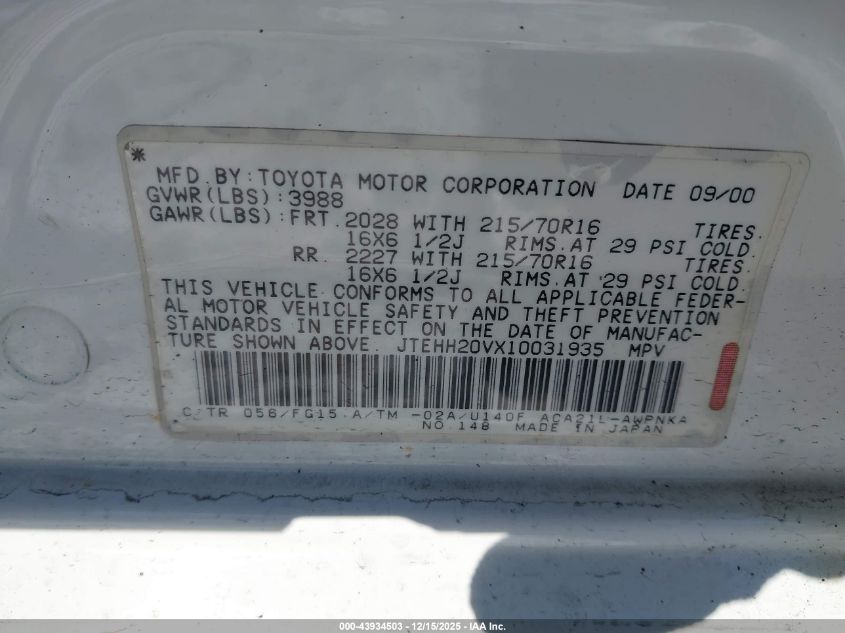 * MFD. BY: TOYOTA MOTOR CORPORATION DATE 09/00
GVWR(LBS):3988
GAWR(LBS):FRT. 2028 WITH 215/70R16 TIRES.
16X6 1/2J RIMS.AT 29 PSI COLD.
RR. 2227 WITH 215/70R16 TIRES.
16X6 1/2J RIMS.AT 29 PSI COLD.
THIS VEHICLE CONFORMS TO ALL APPLICABLE FEDER-
AL MOTOR VEHICLE SAFETY AND THEFT PREVENTION
STANDARDS IN EFFECT ON THE DATE OF MANUFAC-
TURE SHOWN ABOVE. JTEHH20VX10031935 MPV
C/TR 056/FG15 A/TM -02A/U140F ACA21L-AWPNKA
NO.148 MADE IN JAPAN
000-43934503 - 12/15/2025 - IAA Inc.